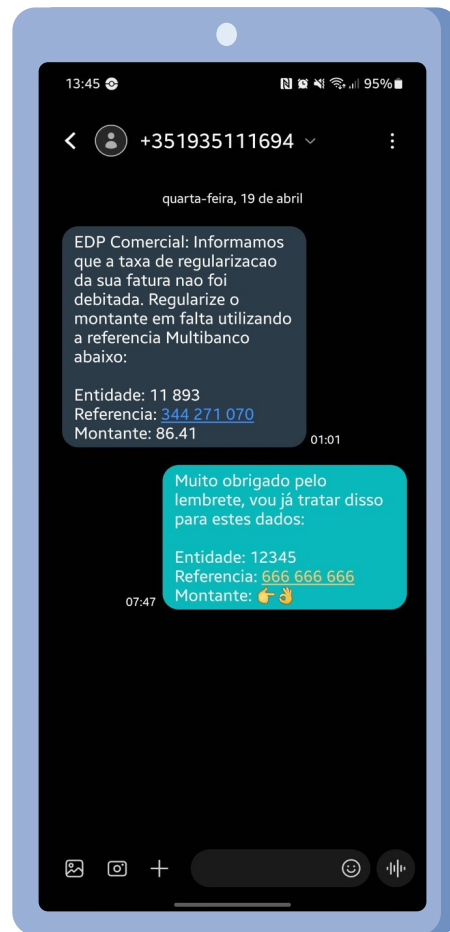 13:45 95%
+351935111694
quarta-feira, 19 de abril
EDP Comercial: Informamos
que a taxa de regularizacao
da sua fatura nao foi
debitada. Regularize o
montante em falta utilizando
a referencia Multibanco
abaixo:
Entidade: 11 893
Referencia: 344 271 070
Montante: 86.41
01:01
Muito obrigado pelo
lembrete, vou já tratar disso
para estes dados:
Entidade: 12345
Referencia: 666 666 666
Montante: 👉👌
07:47